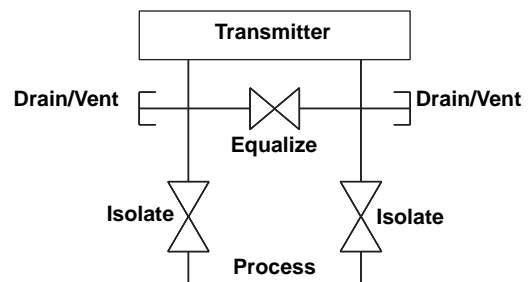 Transmitter
Drain/Vent
Drain/Vent
Equalize
Isolate
Isolate
Process